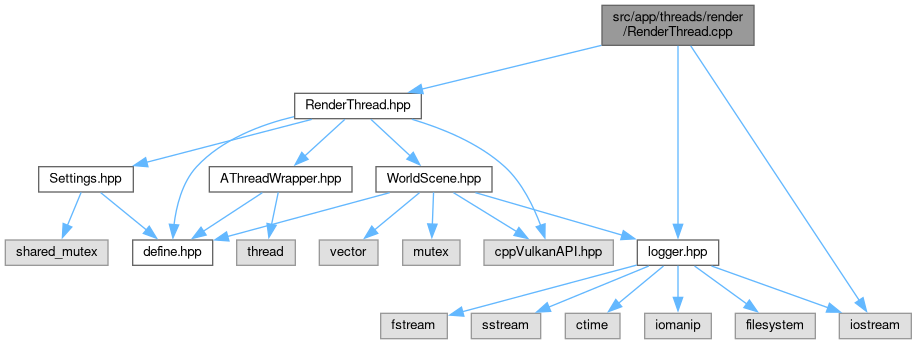 src/app/threads/render
/RenderThread.cpp
RenderThread.hpp
Settings.hpp
AThreadWrapper.hpp
WorldScene.hpp
shared_mutex
define.hpp
thread
vector
mutex
cppVulkanAPI.hpp
logger.hpp
fstream
sstream
ctime
iomanip
filesystem
iostream